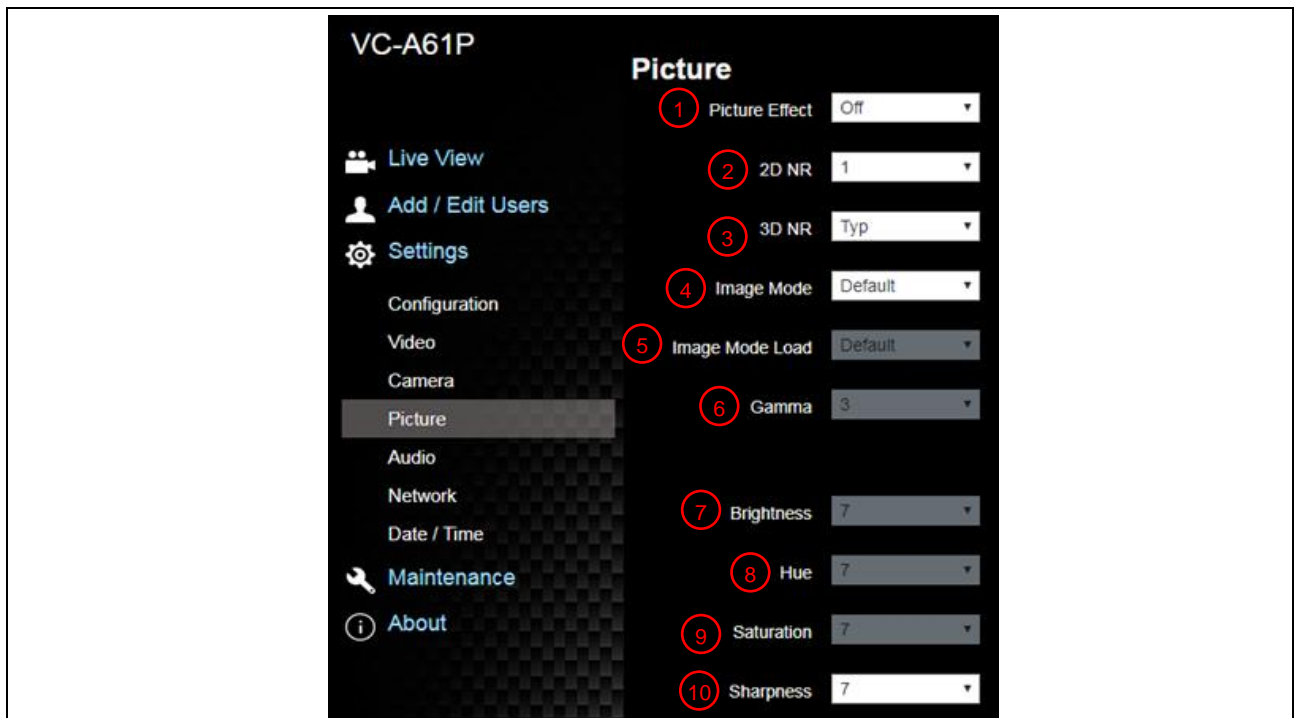 VC-A61P
Live View
Add / Edit Users
Settings
Configuration
Video
Camera
Picture
Audio
Network
Date / Time
Maintenance
About
Picture
1 Picture Effect Off
2 2D NR 1
3 3D NR Typ
4 Image Mode Default
5 Image Mode Load Default
6 Gamma 3
7 Brightness 7
8 Hue 7
9 Saturation 7
10 Sharpness 7